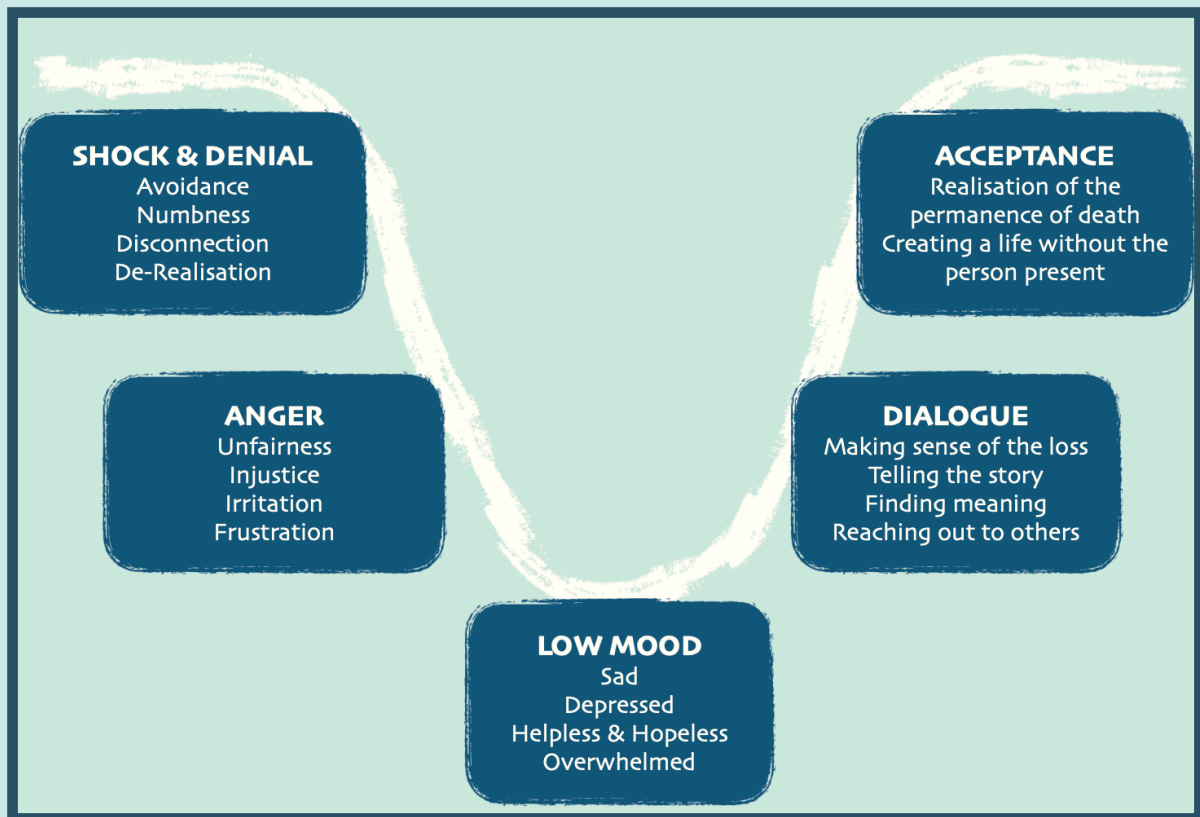 SHOCK & DENIAL
Avoidance
Numbness
Disconnection
De-Realisation
ANGER
Unfairness
Injustice
Irritation
Frustration
LOW MOOD
Sad
Depressed
Helpless & Hopeless
Overwhelmed
DIALOGUE
Making sense of the loss
Telling the story
Finding meaning
Reaching out to others
ACCEPTANCE
Realisation of the
permanence of death
Creating a life without the
person present